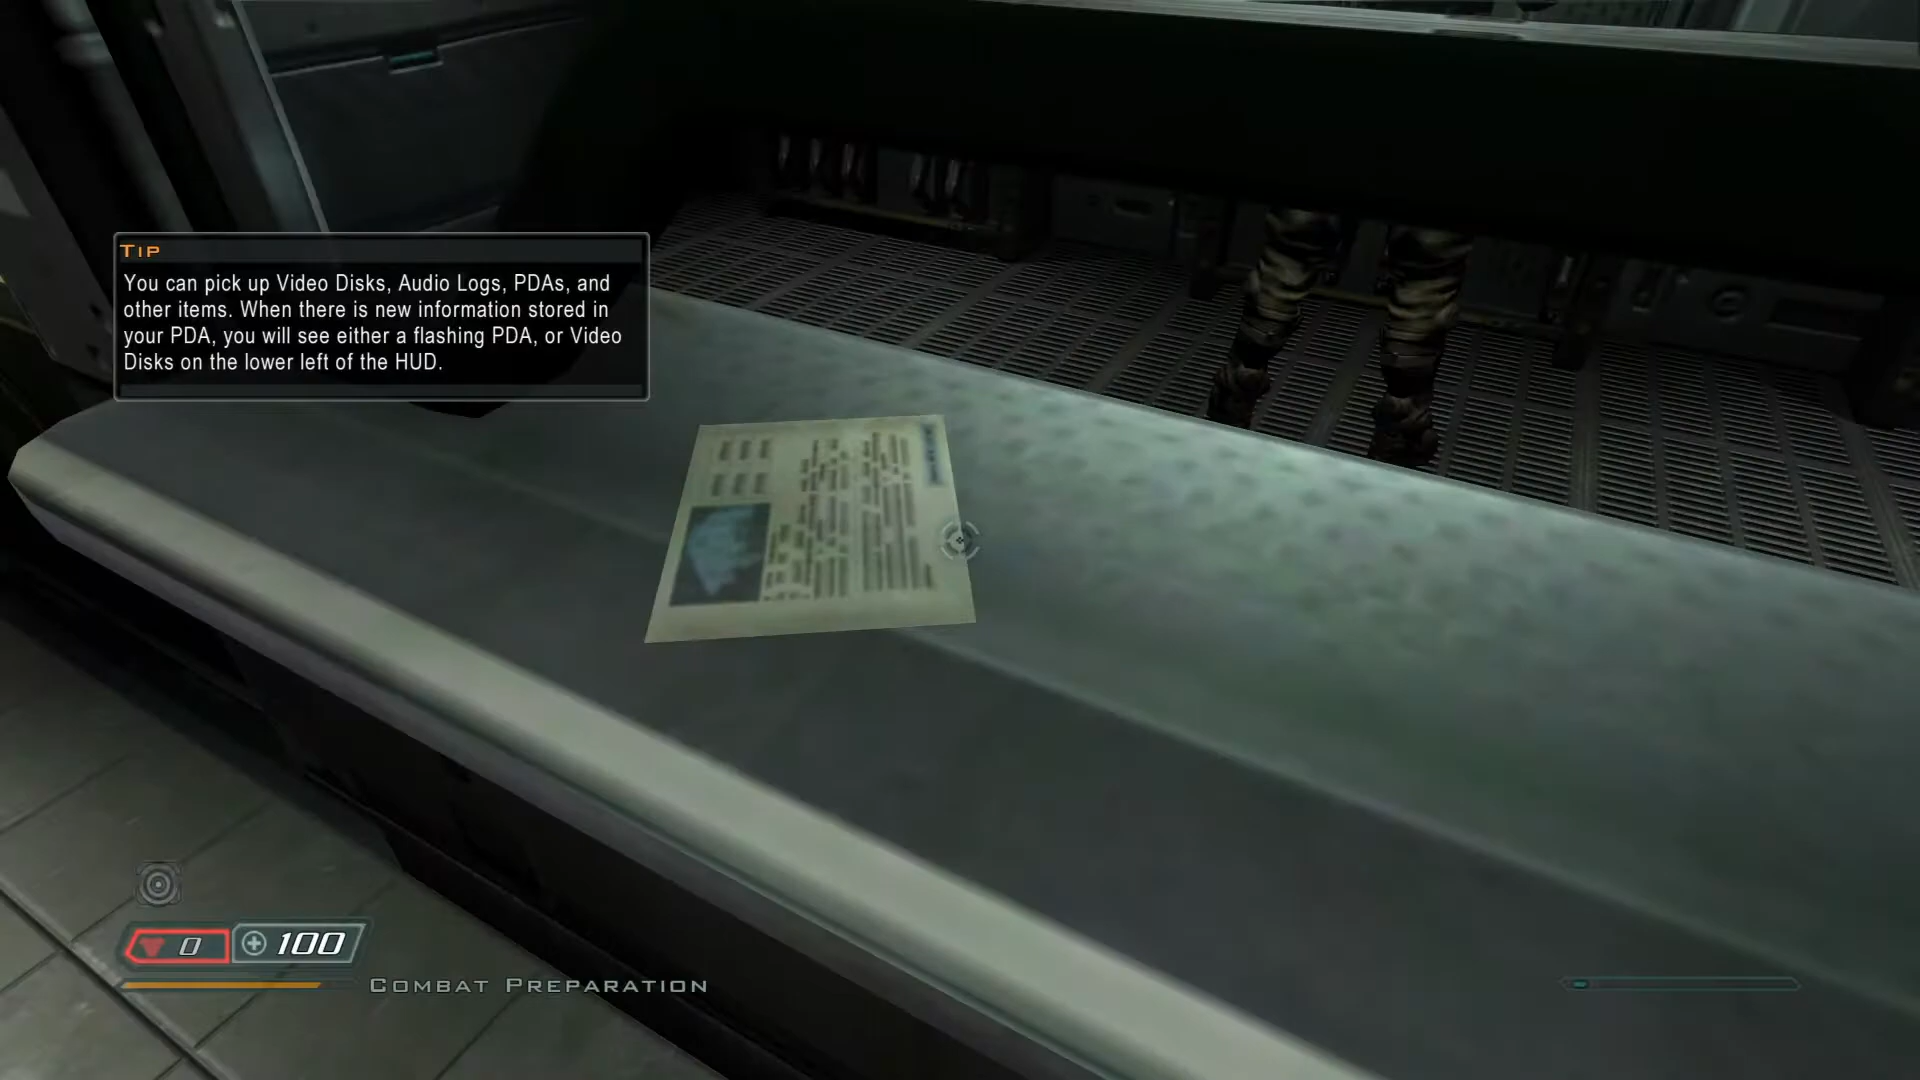 TIP
You can pick up Video Disks, Audio Logs, PDAs, and
other items. When there is new information stored in
your PDA, you will see either a flashing PDA, or Video
Disks on the lower left of the HUD.
0 100
COMBAT PREPARATION